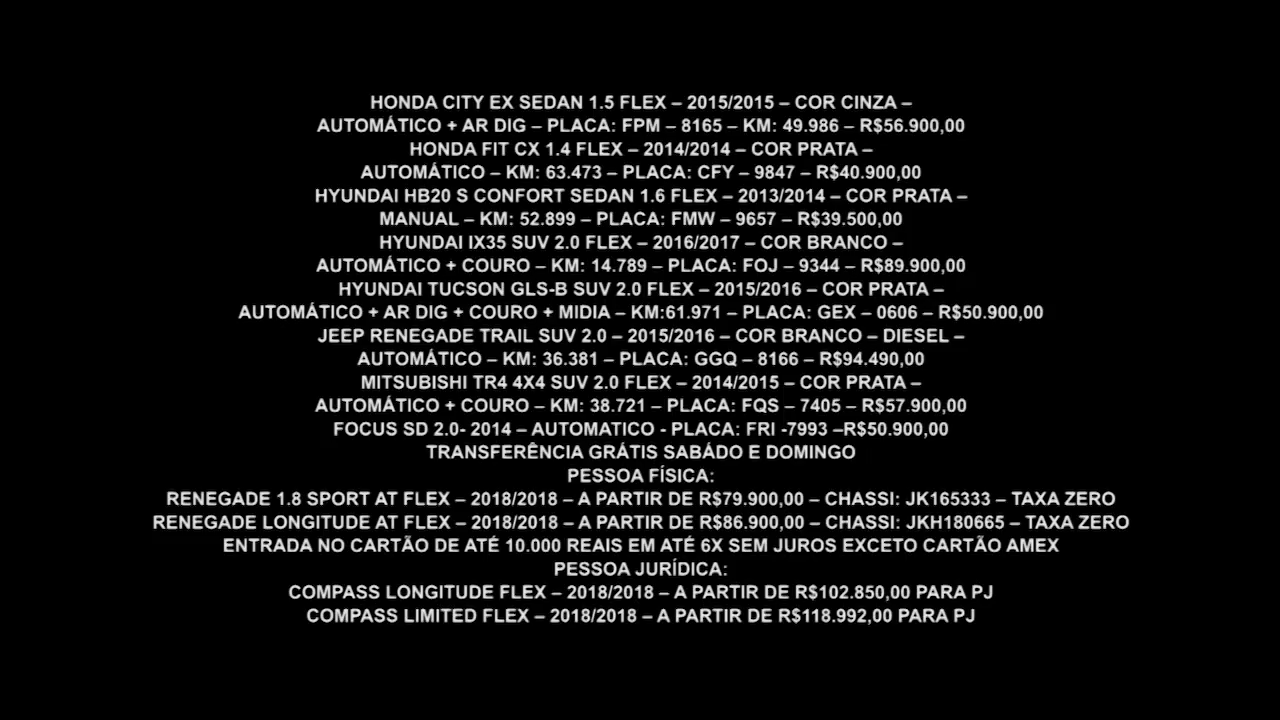 HONDA CITY EX SEDAN 1.5 FLEX – 2015/2015 – COR CINZA –
AUTOMÁTICO + AR DIG – PLACA: FPM – 8165 – KM: 49.986 – R$56.900,00
HONDA FIT CX 1.4 FLEX – 2014/2014 – COR PRATA –
AUTOMÁTICO – KM: 63.473 – PLACA: CFY – 9847 – R$40.900,00
HYUNDAI HB20 S CONFORT SEDAN 1.6 FLEX – 2013/2014 – COR PRATA –
MANUAL – KM: 52.899 – PLACA: FMW – 9657 – R$39.500,00
HYUNDAI IX35 SUV 2.0 FLEX – 2016/2017 – COR BRANCO –
AUTOMÁTICO + COURO – KM: 14.789 – PLACA: FOJ – 9344 – R$89.900,00
HYUNDAI TUCSON GLS-B SUV 2.0 FLEX – 2015/2016 – COR PRATA –
AUTOMÁTICO + AR DIG + COURO + MIDIA – KM:61.971 – PLACA: GEX – 0606 – R$50.900,00
JEEP RENEGADE TRAIL SUV 2.0 – 2015/2016 – COR BRANCO – DIESEL –
AUTOMÁTICO – KM: 36.381 – PLACA: GGQ – 8166 – R$94.490,00
MITSUBISHI TR4 4X4 SUV 2.0 FLEX – 2014/2015 – COR PRATA –
AUTOMÁTICO + COURO – KM: 38.721 – PLACA: FQS – 7405 – R$57.900,00
FOCUS SD 2.0- 2014 – AUTOMATICO - PLACA: FRI -7993 –R$50.900,00
TRANSFERÊNCIA GRÁTIS SABÁDO E DOMINGO
PESSOA FÍSICA:
RENEGADE 1.8 SPORT AT FLEX – 2018/2018 – A PARTIR DE R$79.900,00 – CHASSI: JK165333 – TAXA ZERO
RENEGADE LONGITUDE AT FLEX – 2018/2018 – A PARTIR DE R$86.900,00 – CHASSI: JKH180665 – TAXA ZERO
ENTRADA NO CARTÃO DE ATÉ 10.000 REAIS EM ATÉ 6X SEM JUROS EXCETO CARTÃO AMEX
PESSOA JURÍDICA:
COMPASS LONGITUDE FLEX – 2018/2018 – A PARTIR DE R$102.850,00 PARA PJ
COMPASS LIMITED FLEX – 2018/2018 – A PARTIR DE R$118.992,00 PARA PJ